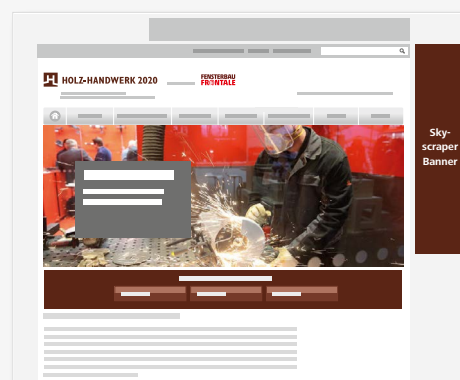 HOLZ-HANDWERK 2020
FENSTERBAU
FRONTALE
Sky-
scraper
Banner